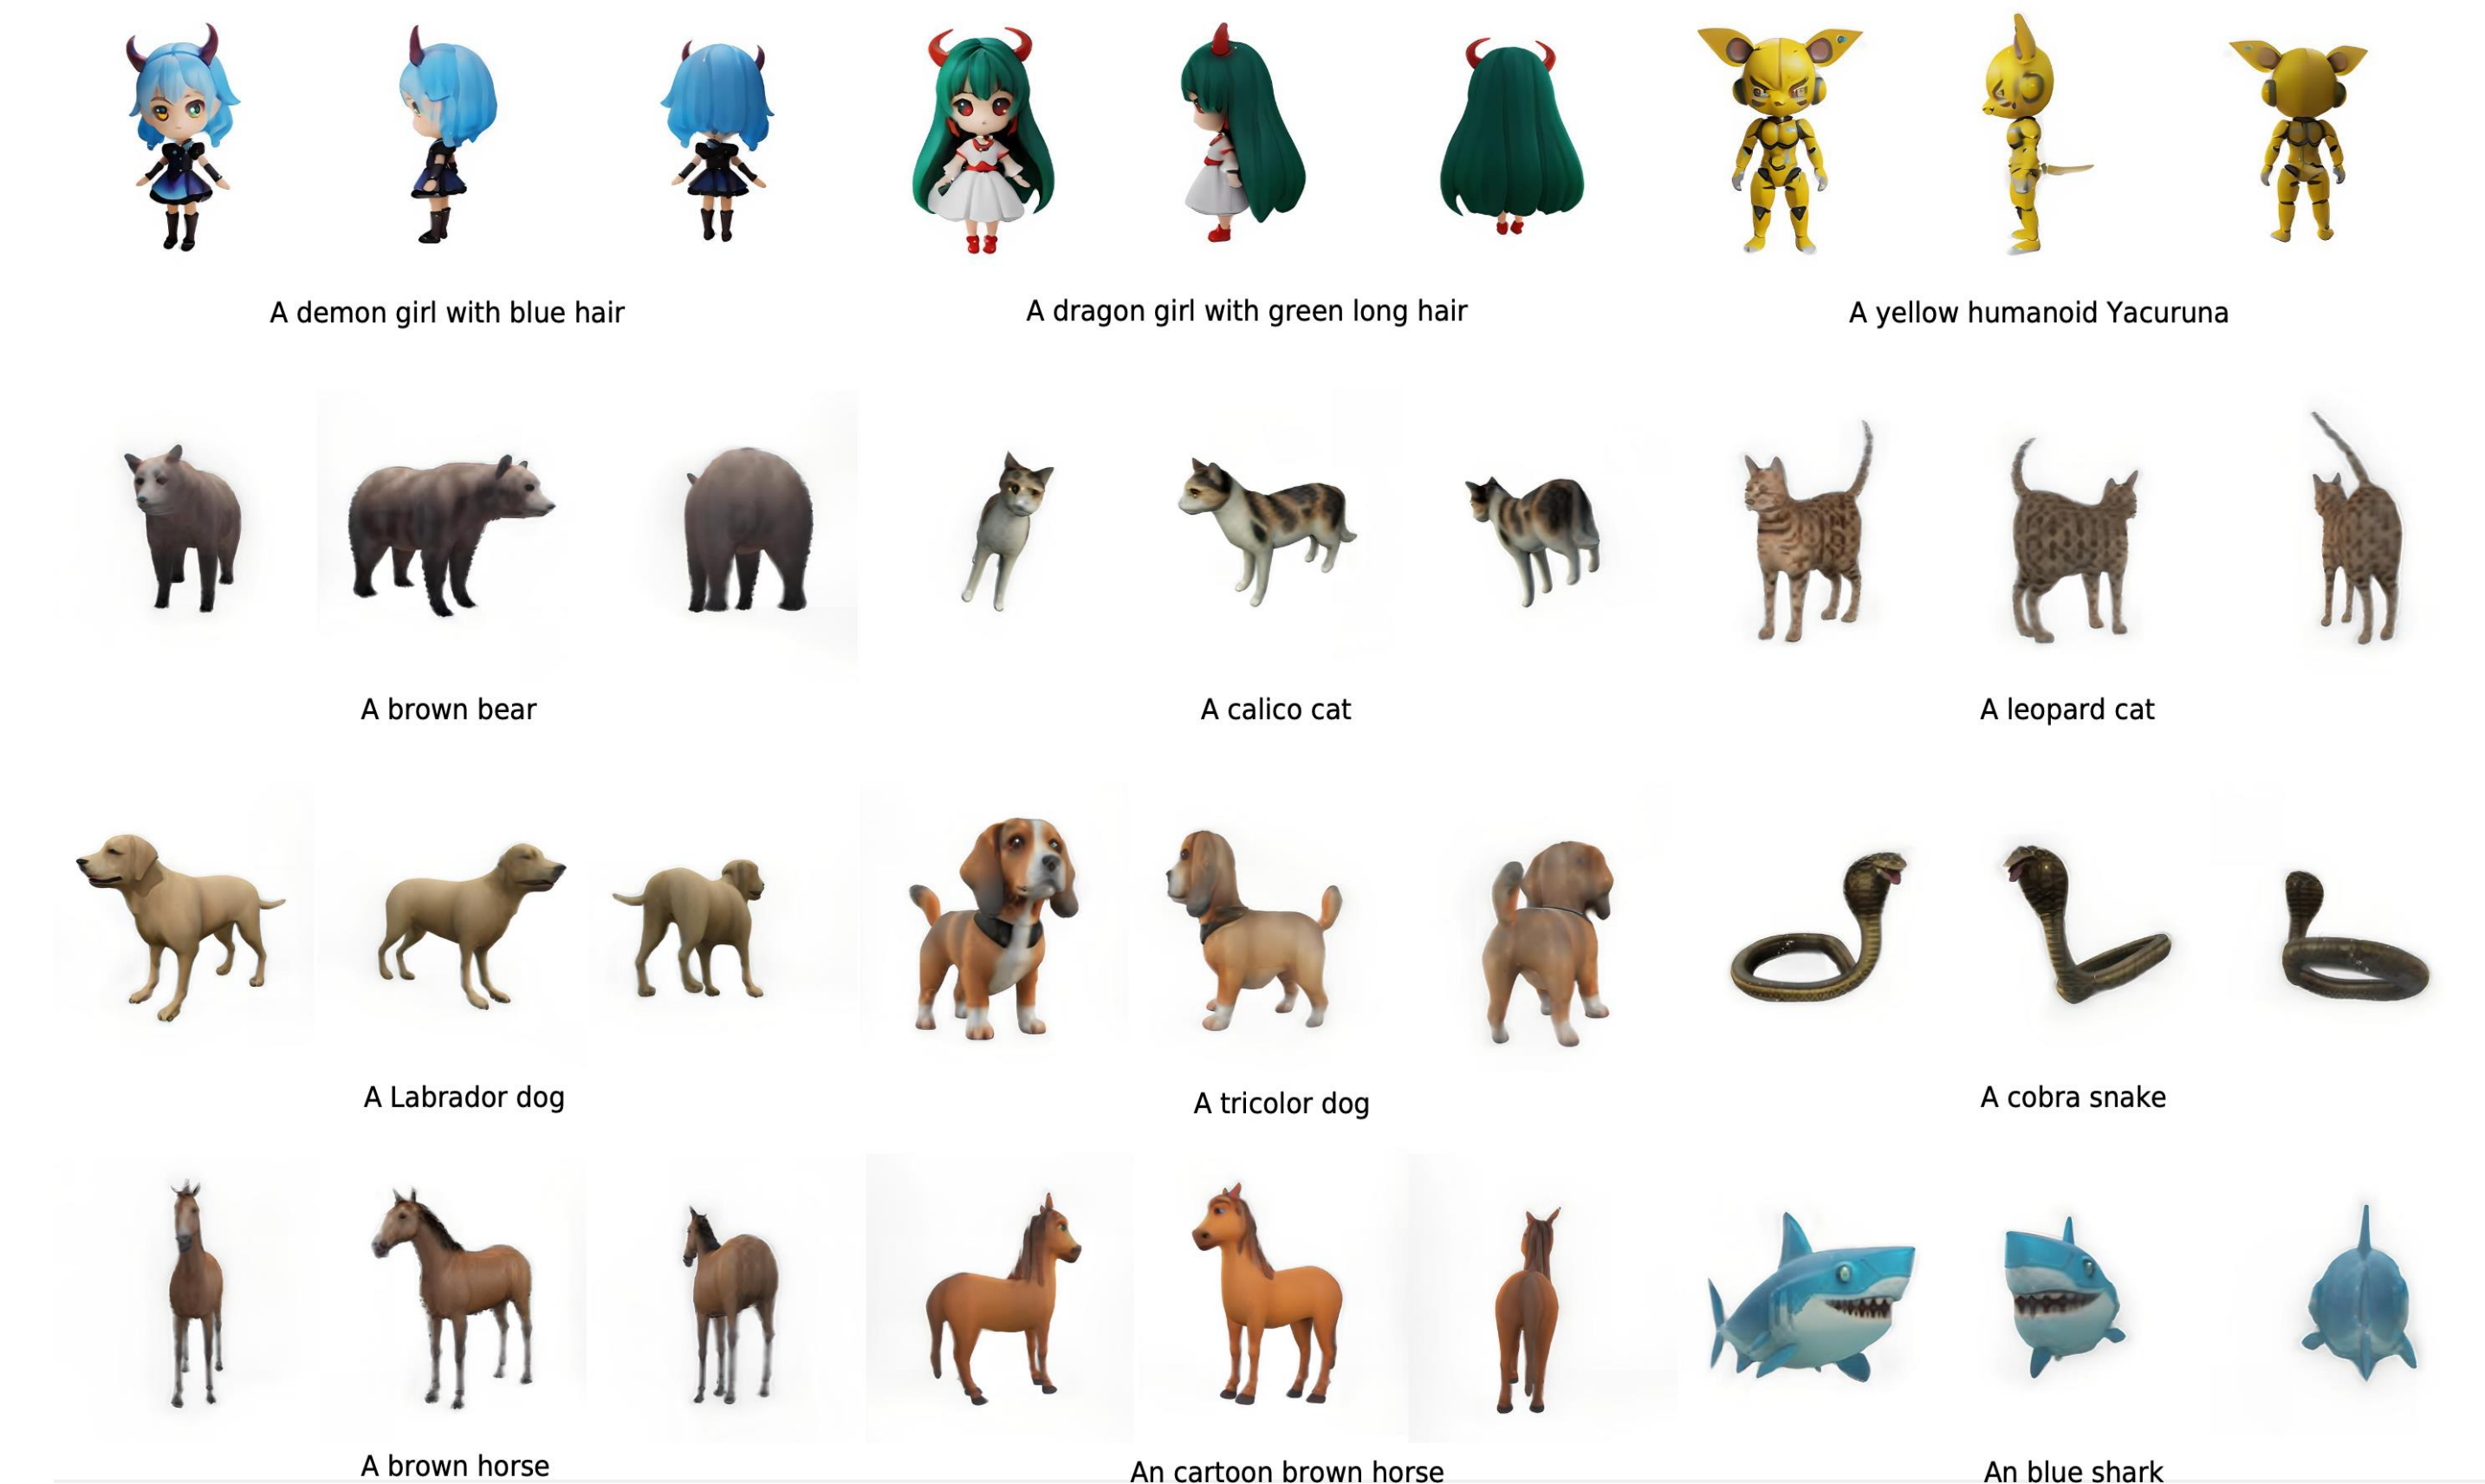 A demon girl with blue hair
A dragon girl with green long hair
A yellow humanoid Yacuruna
A brown bear
A calico cat
A leopard cat
A Labrador dog
A tricolor dog
A cobra snake
A brown horse
An cartoon brown horse
An blue shark